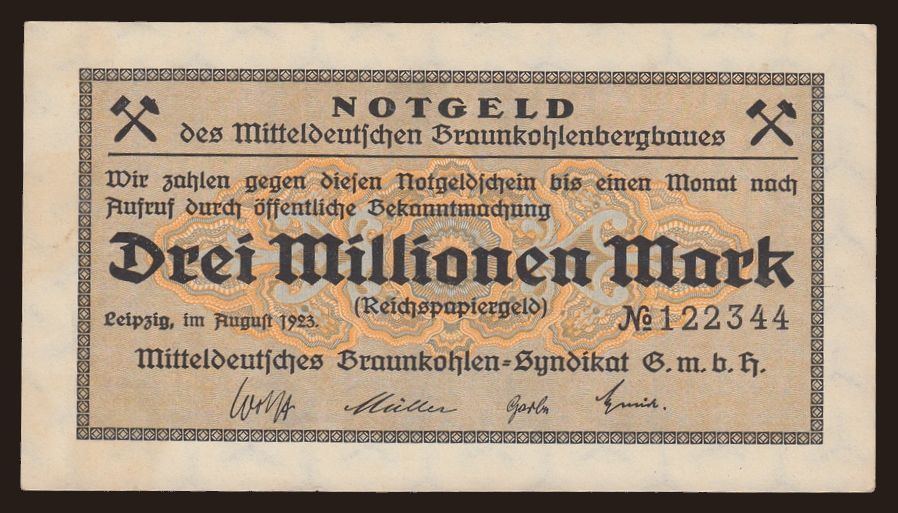 NOTGELD
des Mitteldeutschen Braunkohlenbergbaues
Wir zahlen gegen diesen Notgeldschein bis einen Monat nach
Aufruf durch öffentliche Bekanntmachung
Drei Millionen Mark
(Reichspapiergeld)
Leipzig, im August 1923.
№ 122344
Mitteldeutsches Braunkohlen-Syndikat G. m. b. H.
Müller